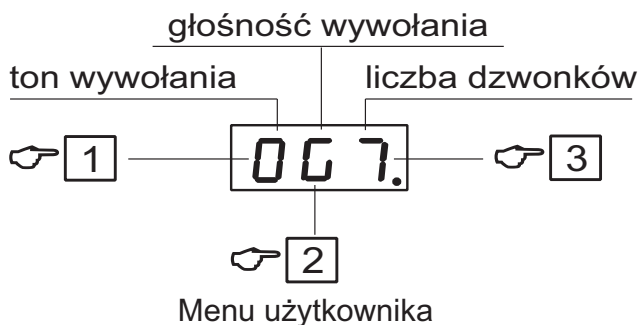 głośność wywołania
ton wywołania liczba dzwonków
1 0G7. 3
2
Menu użytkownika